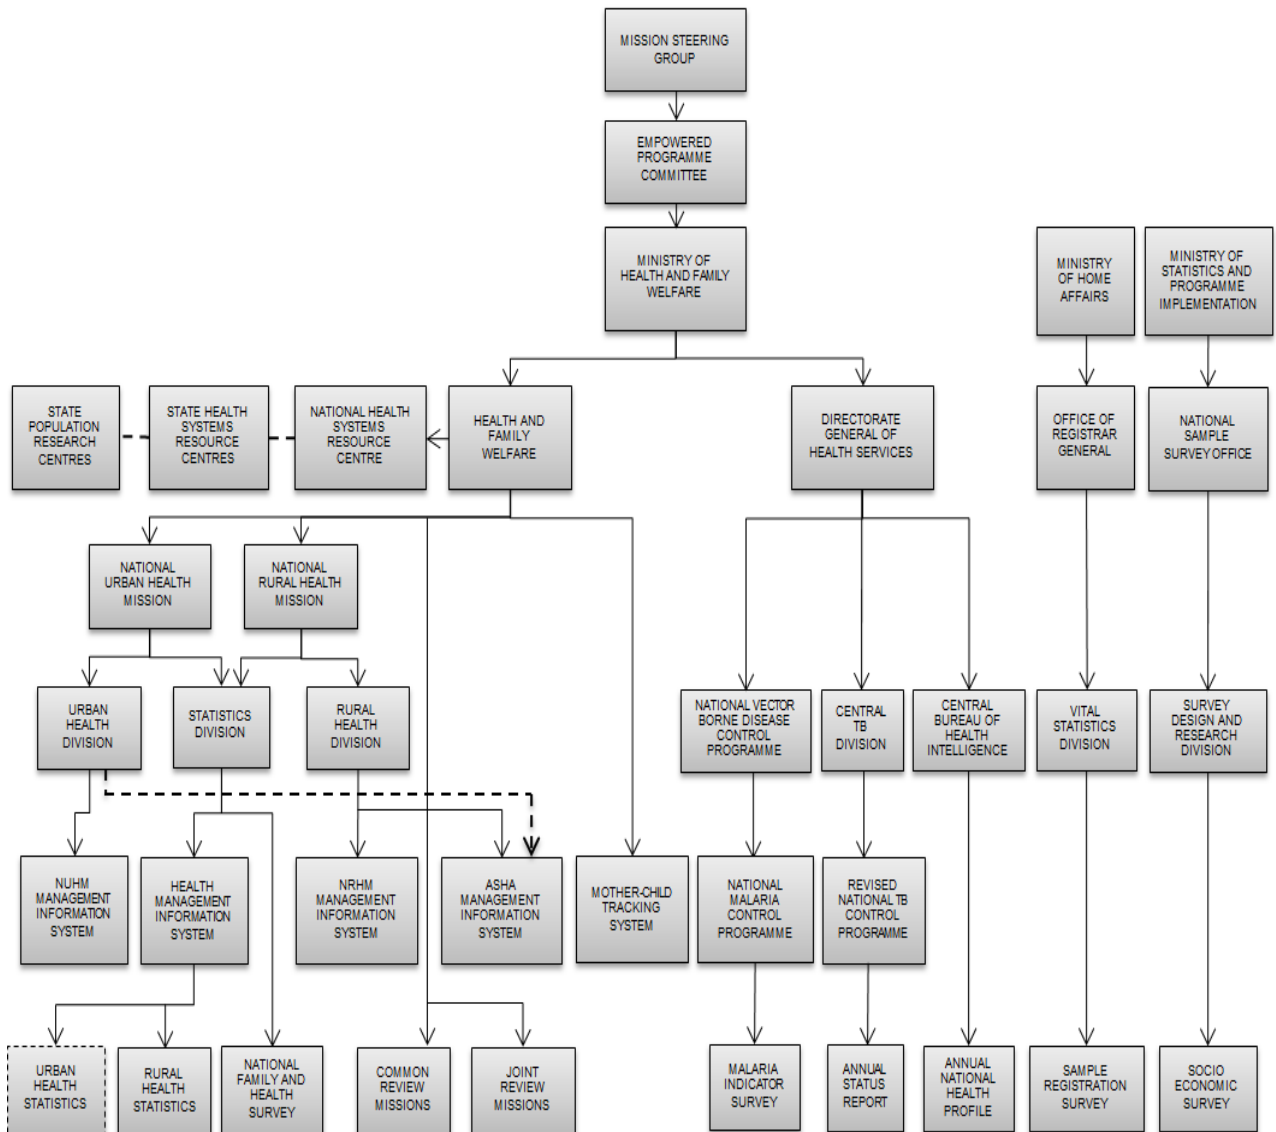 MISSION STEERING
GROUP
EMPOWERED
PROGRAMME
COMMITTEE
MINISTRY OF
HEALTH AND FAMILY
WELFARE
MINISTRY
OF HOME
AFFAIRS
MINISTRY OF
STATISTICS AND
PROGRAMME
IMPLEMENTATION
STATE
POPULATION
RESEARCH
CENTRES
STATE HEALTH
SYSTEMS
RESOURCE
CENTRES
NATIONAL HEALTH
SYSTEMS
RESOURCE
CENTRE
HEALTH AND
FAMILY
WELFARE
DIRECTORATE
GENERAL OF
HEALTH SERVICES
OFFICE OF
REGISTRAR
GENERAL
NATIONAL
SAMPLE
SURVEY OFFICE
NATIONAL
URBAN HEALTH
MISSION
NATIONAL
RURAL HEALTH
MISSION
URBAN
HEALTH
DIVISION
STATISTICS
DIVISION
RURAL
HEALTH
DIVISION
NATIONAL VECTOR
BORNE DISEASE
CONTROL
PROGRAMME
CENTRAL
TB
DIVISION
CENTRAL
BUREAU OF
HEALTH
INTELLIGENCE
VITAL
STATISTICS
DIVISION
SURVEY
DESIGN AND
RESEARCH
DIVISION
NUHM
MANAGEMENT
INFORMATION
SYSTEM
HEALTH
MANAGEMENT
INFORMATION
SYSTEM
NRHM
MANAGEMENT
INFORMATION
SYSTEM
ASHA
MANAGEMENT
INFORMATION
SYSTEM
MOTHER-CHILD
TRACKING
SYSTEM
NATIONAL
MALARIA
CONTROL
PROGRAMME
REVISED
NATIONAL TB
CONTROL
PROGRAMME
URBAN
HEALTH
STATISTICS
RURAL
HEALTH
STATISTICS
NATIONAL
FAMILY AND
HEALTH
SURVEY
COMMON
REVIEW
MISSIONS
JOINT
REVIEW
MISSIONS
MALARIA
INDICATOR
SURVEY
ANNUAL
STATUS
REPORT
ANNUAL
NATIONAL
HEALTH
PROFILE
SAMPLE
REGISTRATION
SURVEY
SOCIO
ECONOMIC
SURVEY